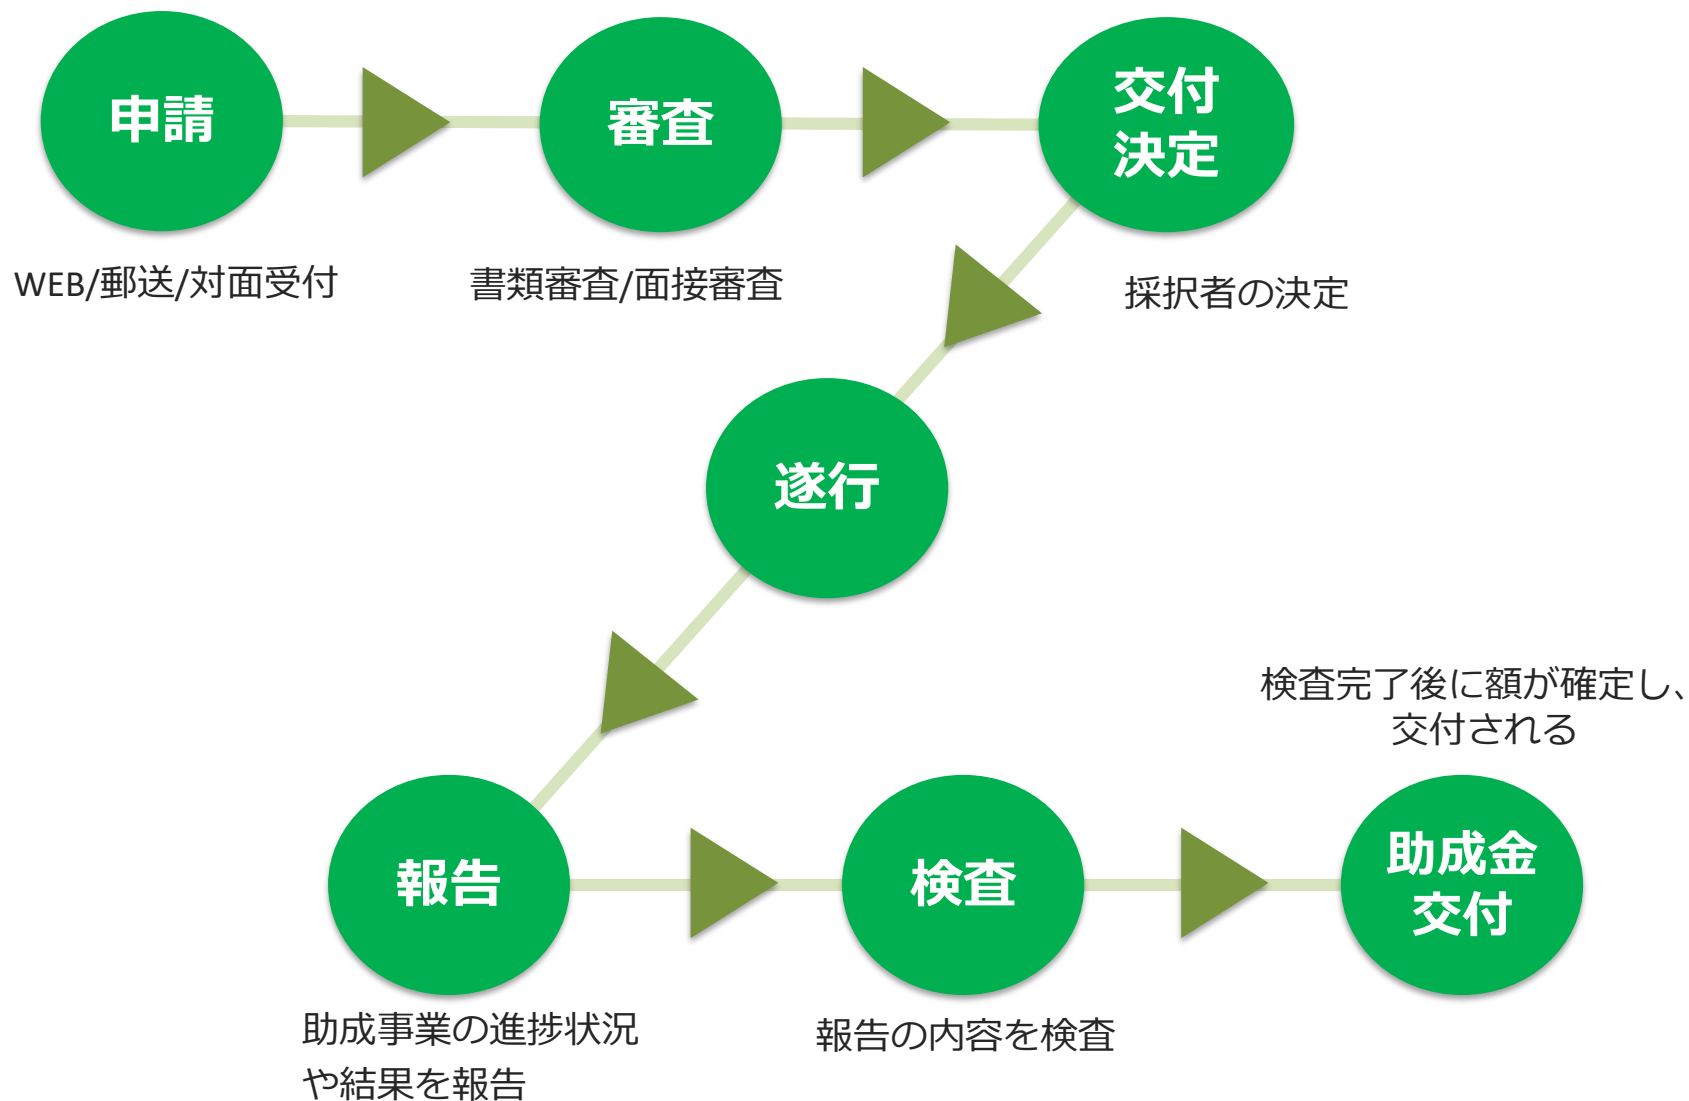 申請
審査
交付
決定
WEB/郵送/対面受付
書類審査/面接審査
採択者の決定
遂行
検査完了後に額が確定し、
交付される
報告
検査
助成金
交付
助成事業の進捗状況
や結果を報告
報告の内容を検査